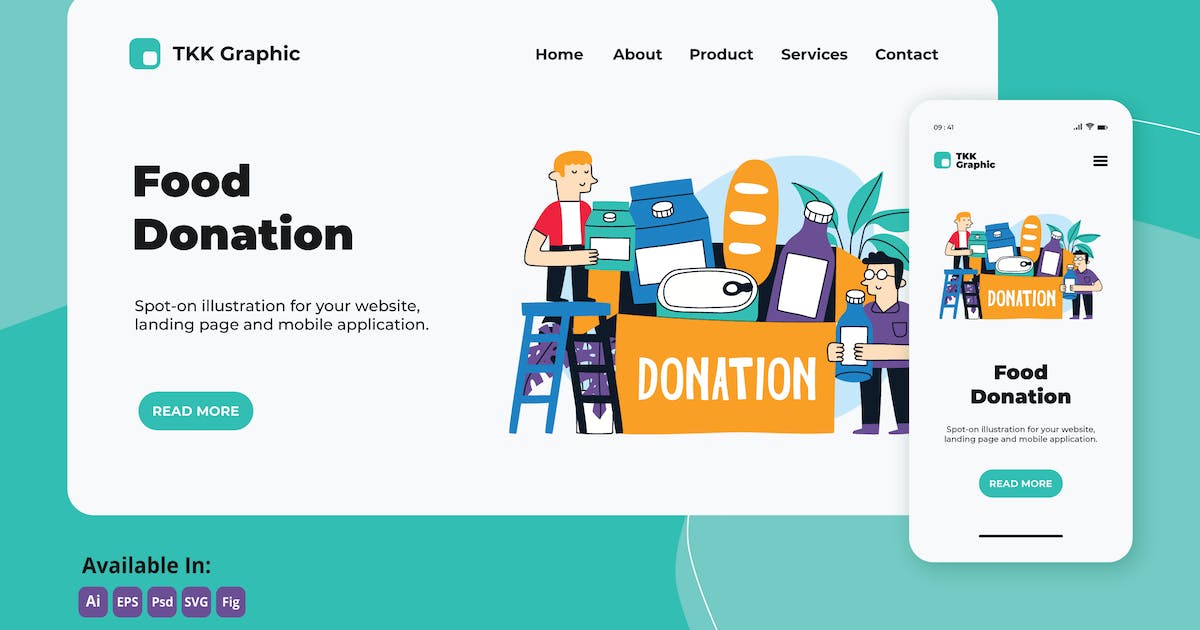 TKK Graphic
Home About Product Services Contact
Food
Donation
Spot-on illustration for your website,
landing page and mobile application.
READ MORE
DONATION
09 : 41
TKK
Graphic
DONATION
Food
Donation
Spot-on illustration for your website,
landing page and mobile application.
READ MORE
Available In:
Ai EPS Psd SVG Fig